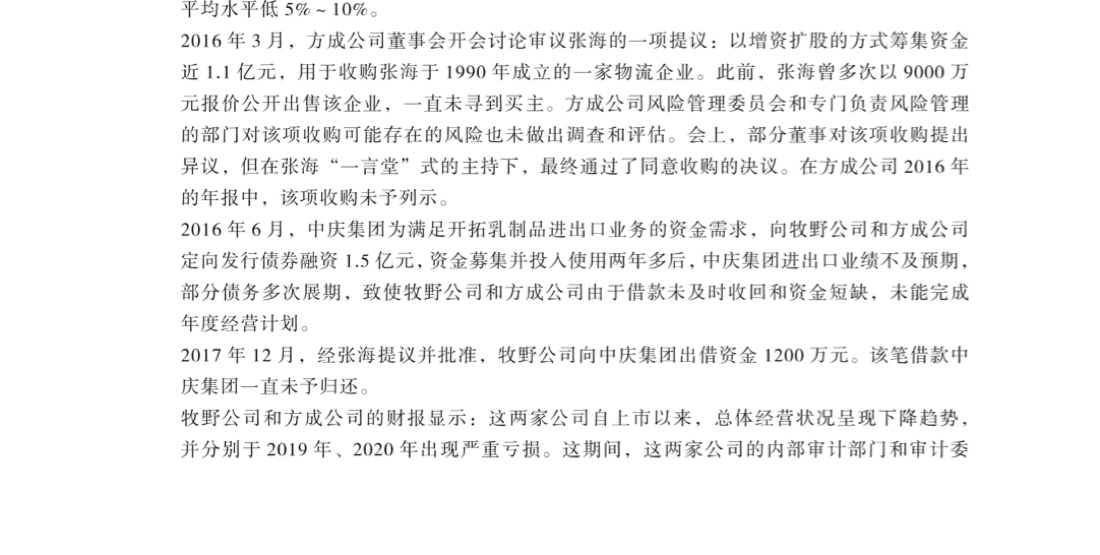 平均水平低 5% ~ 10%。
2016 年 3 月，方成公司董事会开会讨论审议张海的一项提议：以增资扩股的方式筹集资金
近 1.1 亿元，用于收购张海于 1990 年成立的一家物流企业。此前，张海曾多次以 9000 万
元报价公开出售该企业，一直未寻到买主。方成公司风险管理委员会和专门负责风险管理
的部门对该项收购可能存在的风险也未做出调查和评估。会上，部分董事对该项收购提出
异议，但在张海“一言堂”式的主持下，最终通过了同意收购的决议。在方成公司 2016 年
的年报中，该项收购未予列示。
2016 年 6 月，中庆集团为满足开拓乳制品进出口业务的资金需求，向牧野公司和方成公司
定向发行债券融资 1.5 亿元，资金募集并投入使用两年多后，中庆集团进出口业绩不及预期，
部分债务多次展期，致使牧野公司和方成公司由于借款未及时收回和资金短缺，未能完成
年度经营计划。
2017 年 12 月，经张海提议并批准，牧野公司向中庆集团出借资金 1200 万元。该笔借款中
庆集团一直未予归还。
牧野公司和方成公司的财报显示：这两家公司自上市以来，总体经营状况呈现下降趋势，
并分别于 2019 年、2020 年出现严重亏损。这期间，这两家公司的内部审计部门和审计委